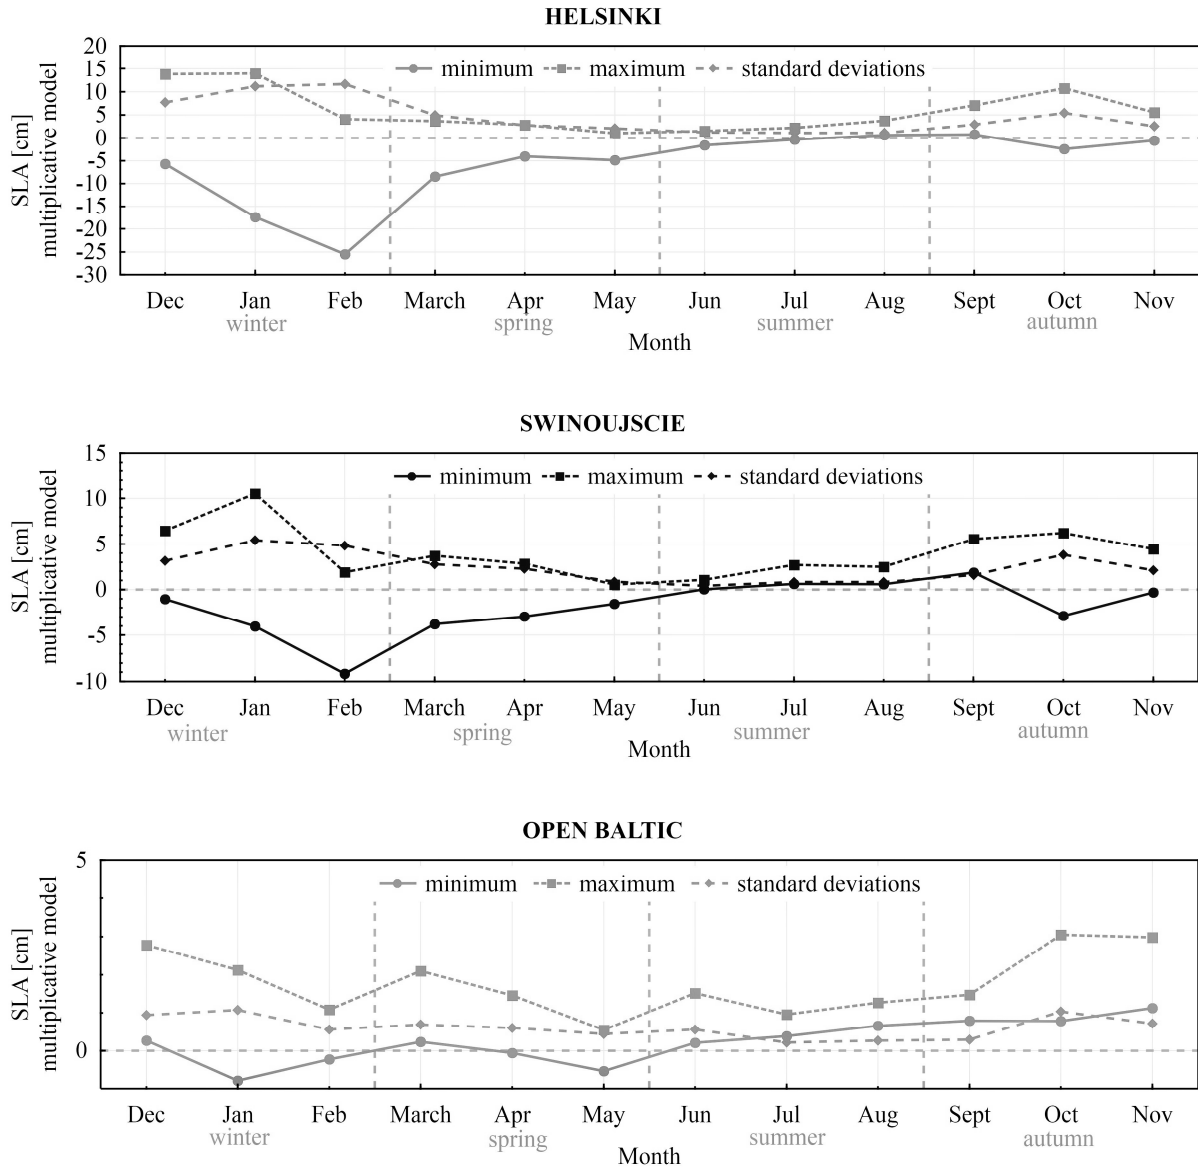 HELSINKI
SLA [cm]
multiplicative model
20
15
10
5
0
-5
-10
-15
-20
-25
-30
minimum maximum standard deviations
Dec Jan Feb March Apr May Jun Jul Aug Sept Oct Nov
winter spring summer autumn
Month
SWINOUJSCIE
SLA [cm]
multiplicative model
15
10
5
0
-5
-10
minimum maximum standard deviations
Dec Jan Feb March Apr May Jun Jul Aug Sept Oct Nov
winter spring summer autumn
Month
OPEN BALTIC
SLA [cm]
multiplicative model
5
0
minimum maximum standard deviations
Dec Jan Feb March Apr May Jun Jul Aug Sept Oct Nov
winter spring summer autumn
Month